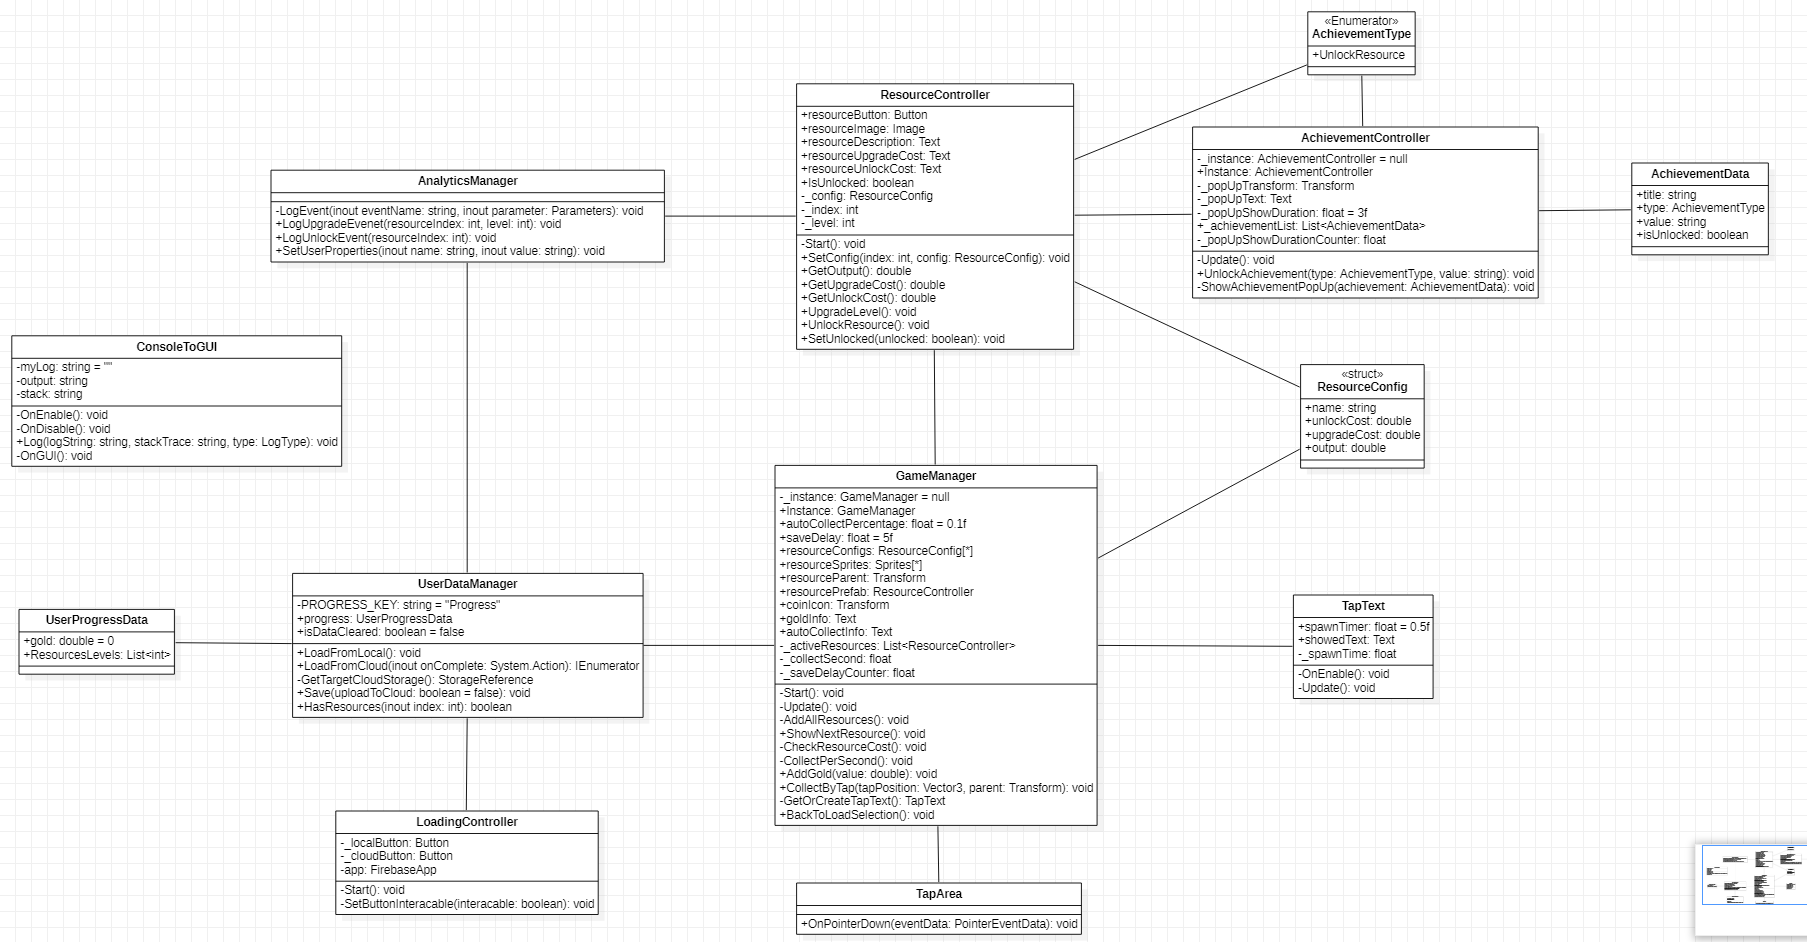 «Enumerator»
AchievementType
+UnlockResource
ResourceController
+resourceButton: Button
+resourceImage: Image
+resourceDescription: Text
+resourceUpgradeCost: Text
+resourceUnlockCost: Text
+IsUnlocked: boolean
-_config: ResourceConfig
-_index: int
-_level: int
-Start(): void
+SetConfig(index: int, config: ResourceConfig): void
+GetOutput(): double
+GetUpgradeCost(): double
+GetUnlockCost(): double
+UpgradeLevel(): void
+UnlockResource(): void
+SetUnlocked(unlocked: boolean): void
AchievementController
-_instance: AchievementController = null
+Instance: AchievementController
-_popUpTransform: Transform
-_popUpText: Text
-_popUpShowDuration: float = 3f
+_achievementList: List<AchievementData>
-_popUpShowDurationCounter: float
-Update(): void
+UnlockAchievement(type: AchievementType, value: string): void
-ShowAchievementPopUp(achievement: AchievementData): void
AchievementData
+title: string
+type: AchievementType
+value: string
+isUnlocked: boolean
AnalyticsManager
-LogEvent(inout eventName: string, inout parameter: Parameters): void
+LogUpgradeEvenet(resourceIndex: int, level: int): void
+LogUnlockEvent(resourceIndex: int): void
+SetUserProperties(inout name: string, inout value: string): void
ConsoleToGUI
-myLog: string = ""
-output: string
-stack: string
-OnEnable(): void
-OnDisable(): void
+Log(logString: string, stackTrace: string, type: LogType): void
-OnGUI(): void
«struct»
ResourceConfig
+name: string
+unlockCost: double
+upgradeCost: double
+output: double
GameManager
-_instance: GameManager = null
+Instance: GameManager
+autoCollectPercentage: float = 0.1f
+saveDelay: float = 5f
+resourceConfigs: ResourceConfig[*]
+resourceSprites: Sprites[*]
+resourceParent: Transform
+resourcePrefab: ResourceController
+coinIcon: Transform
+goldInfo: Text
+autoCollectInfo: Text
-_activeResources: List<ResourceController>
-_collectSecond: float
-_saveDelayCounter: float
-Start(): void
-Update(): void
-AddAllResources(): void
+ShowNextResource(): void
-CheckResourceCost(): void
-CollectPerSecond(): void
+AddGold(value: double): void
+CollectByTap(tapPosition: Vector3, parent: Transform): void
-GetOrCreateTapText(): TapText
+BackToLoadSelection(): void
UserDataManager
-PROGRESS_KEY: string = "Progress"
+progress: UserProgressData
+isDataCleared: boolean = false
+LoadFromLocal(): void
+LoadFromCloud(inout onComplete: System.Action): IEnumerator
-GetTargetCloudStorage(): StorageReference
+Save(uploadToCloud: boolean = false): void
+HasResources(inout index: int): boolean
UserProgressData
+gold: double = 0
+ResourcesLevels: List<int>
TapText
+spawnTimer: float = 0.5f
+showedText: Text
-_spawnTime: float
-OnEnable(): void
-Update(): void
LoadingController
-_localButton: Button
-_cloudButton: Button
-app: FirebaseApp
-Start(): void
-SetButtonInteracable(interacable: boolean): void
TapArea
+OnPointerDown(eventData: PointerEventData): void